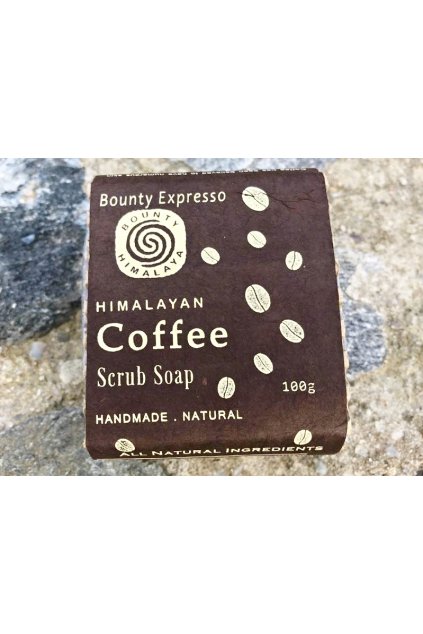 Bounty Expresso
BOUNTY HIMALAYA
HIMALAYAN
Coffee
Scrub Soap
100g
HANDMADE . NATURAL
ALL NATURAL INGREDIENTS